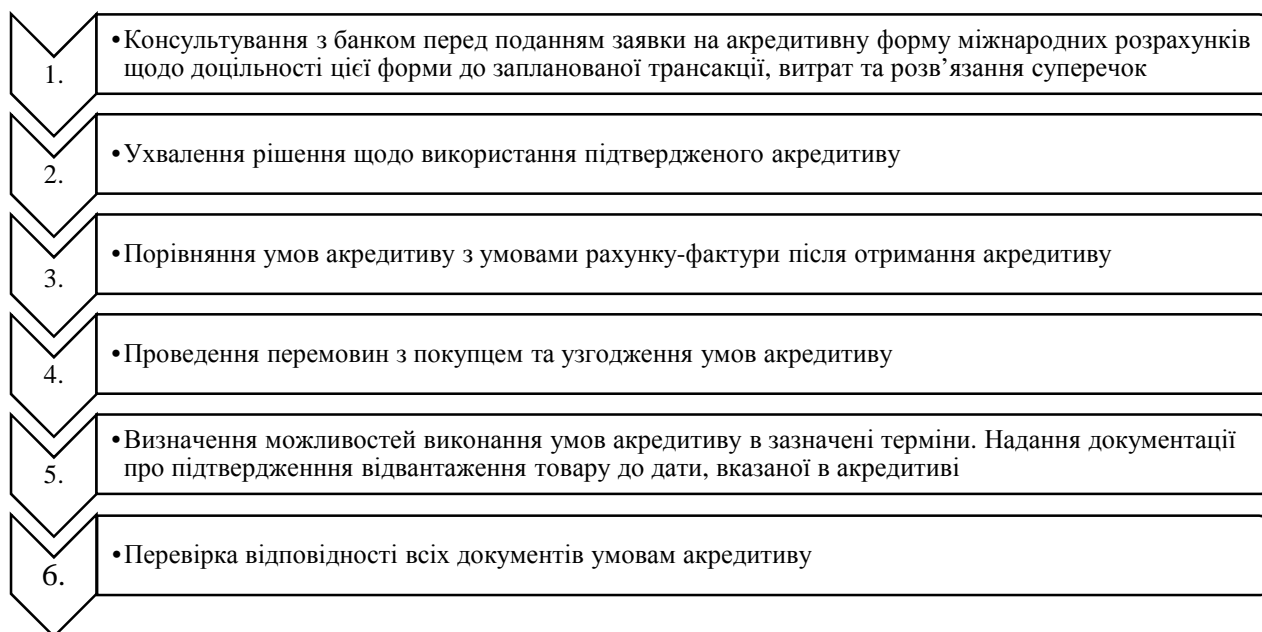 1.
•Консультування з банком перед поданням заявки на акредитивну форму міжнародних розрахунків
щодо доцільності цієї форми до запланованої трансакції, витрат та розв’язання суперечок
2.
•Ухвалення рішення щодо використання підтвердженого акредитиву
3.
•Порівняння умов акредитиву з умовами рахунку-фактури після отримання акредитиву
4.
•Проведення перемовин з покупцем та узгодження умов акредитиву
5.
•Визначення можливостей виконання умов акредитиву в зазначені терміни. Надання документації
про підтвердженння відвантаження товару до дати, вказаної в акредитиві
6.
•Перевірка відповідності всіх документів умовам акредитиву